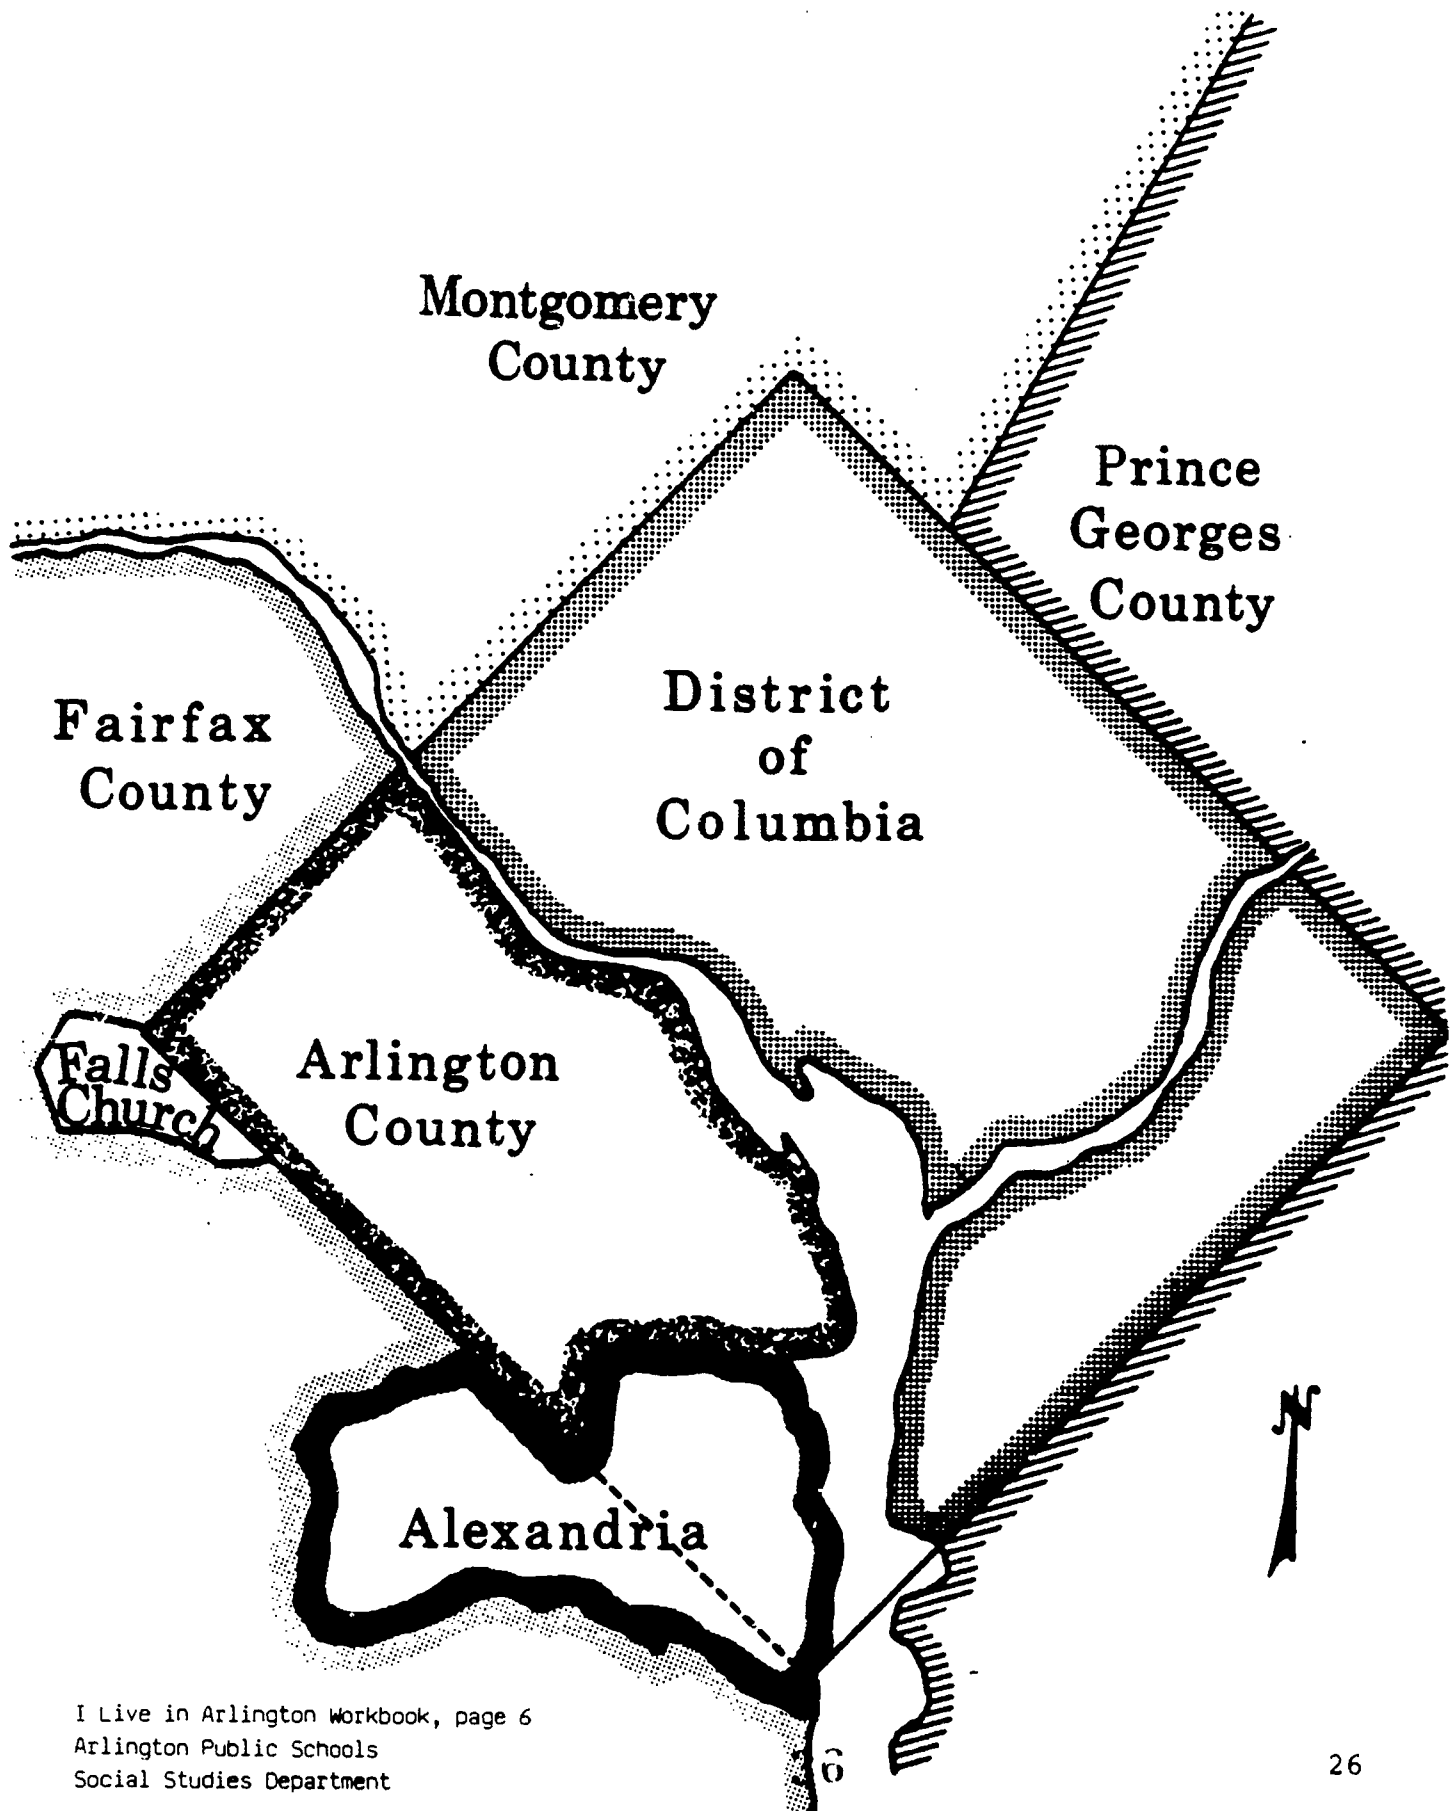 Montgomery
County
Prince
Georges
County
District
of
Columbia
Fairfax
County
Falls
Church
Arlington
County
N
Alexandria
I Live in Arlington Workbook, page 6
Arlington Public Schools
Social Studies Department
6
26